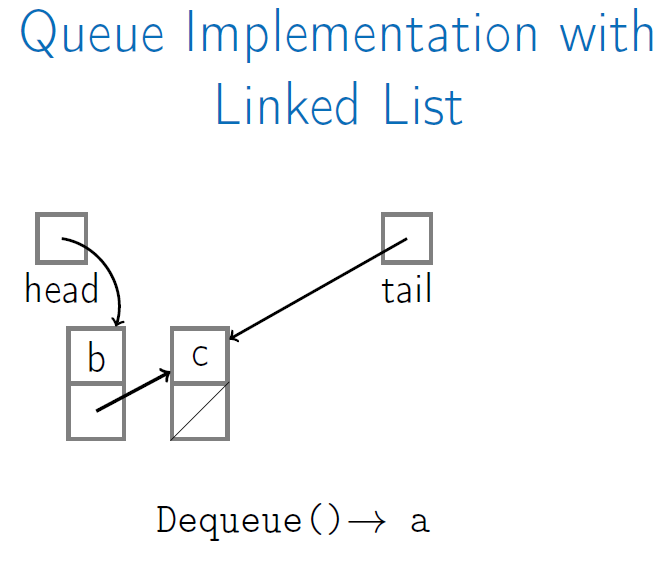 Queue Implementation with
Linked List
head
tail
b
c
Dequeue()→ a